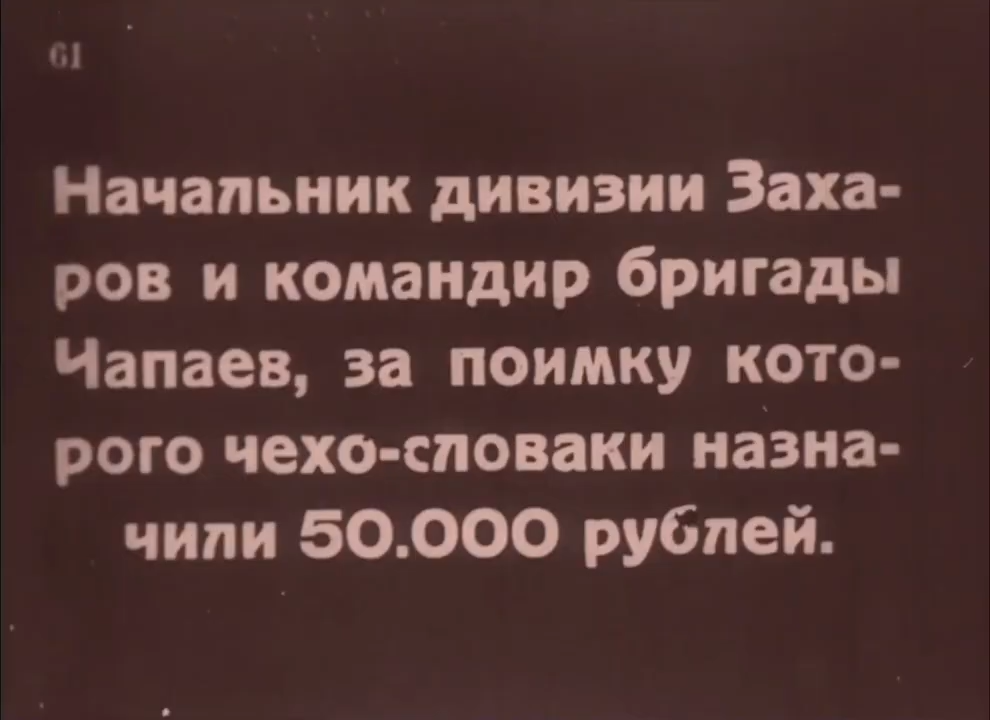 61
Начальник дивизии Заха-
ров и командир бригады
Чапаев, за поимку кото-
рого чехо-словаки назна-
чили 50.000 рублей.